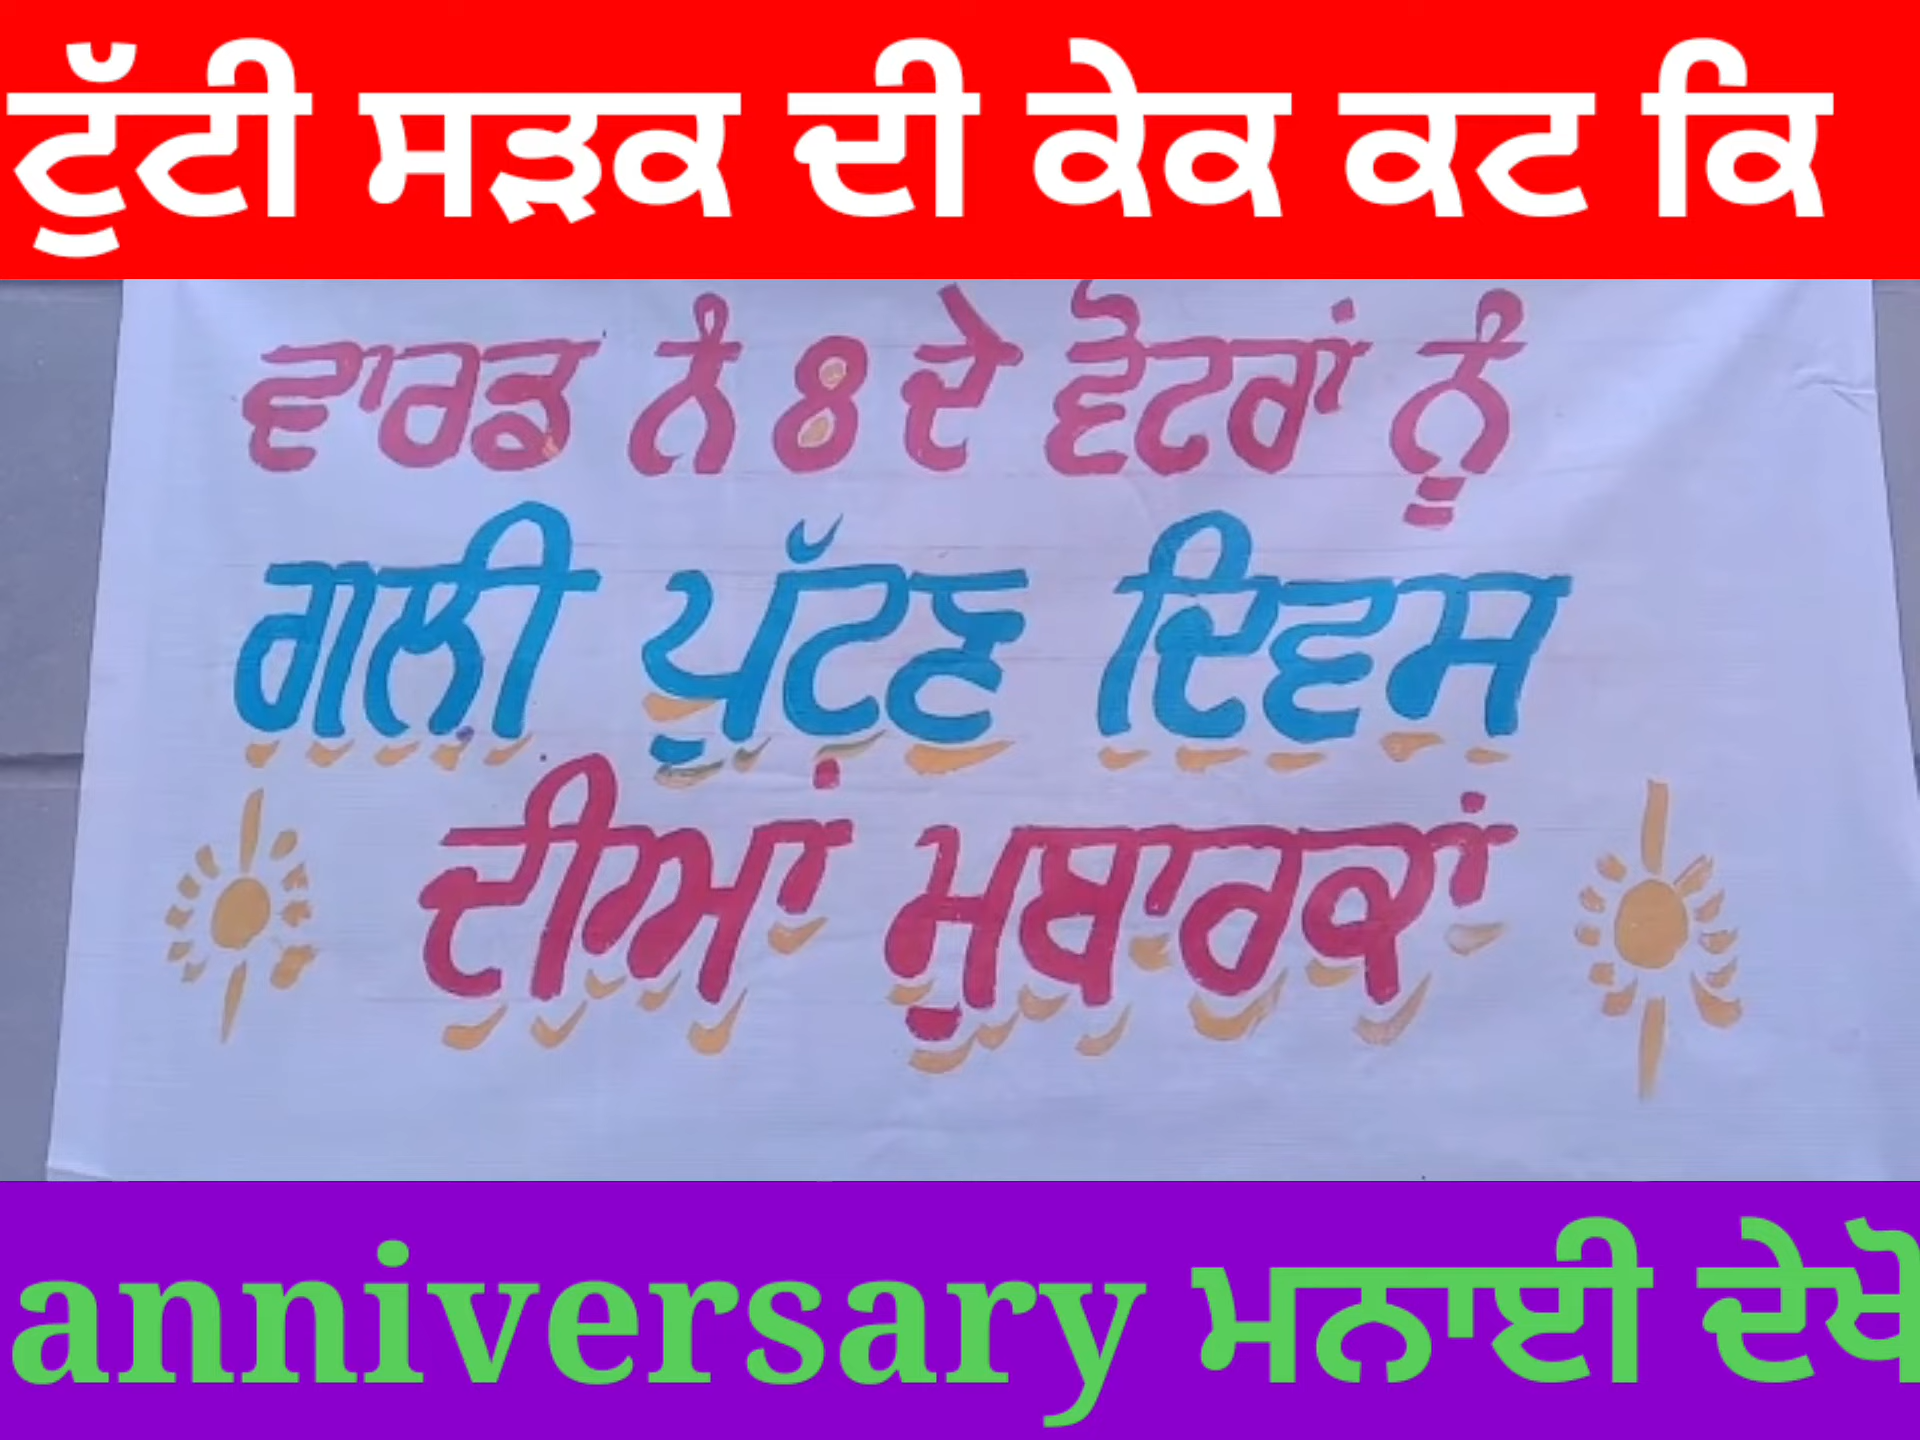 ਟੁੱਟੀ ਸੜਕ ਦੀ ਕੇਕ ਕਟ ਕਿ
ਵਾਰਡ ਨੰ 8 ਦੇ ਵੋਟਰਾਂ ਨੂੰ
ਗਲੀ ਪੁੱਟਣ ਦਿਵਸ
ਦੀਆਂ ਮੁਬਾਰਕਾਂ
anniversary ਮਨਾਈ ਦੇਖੋ